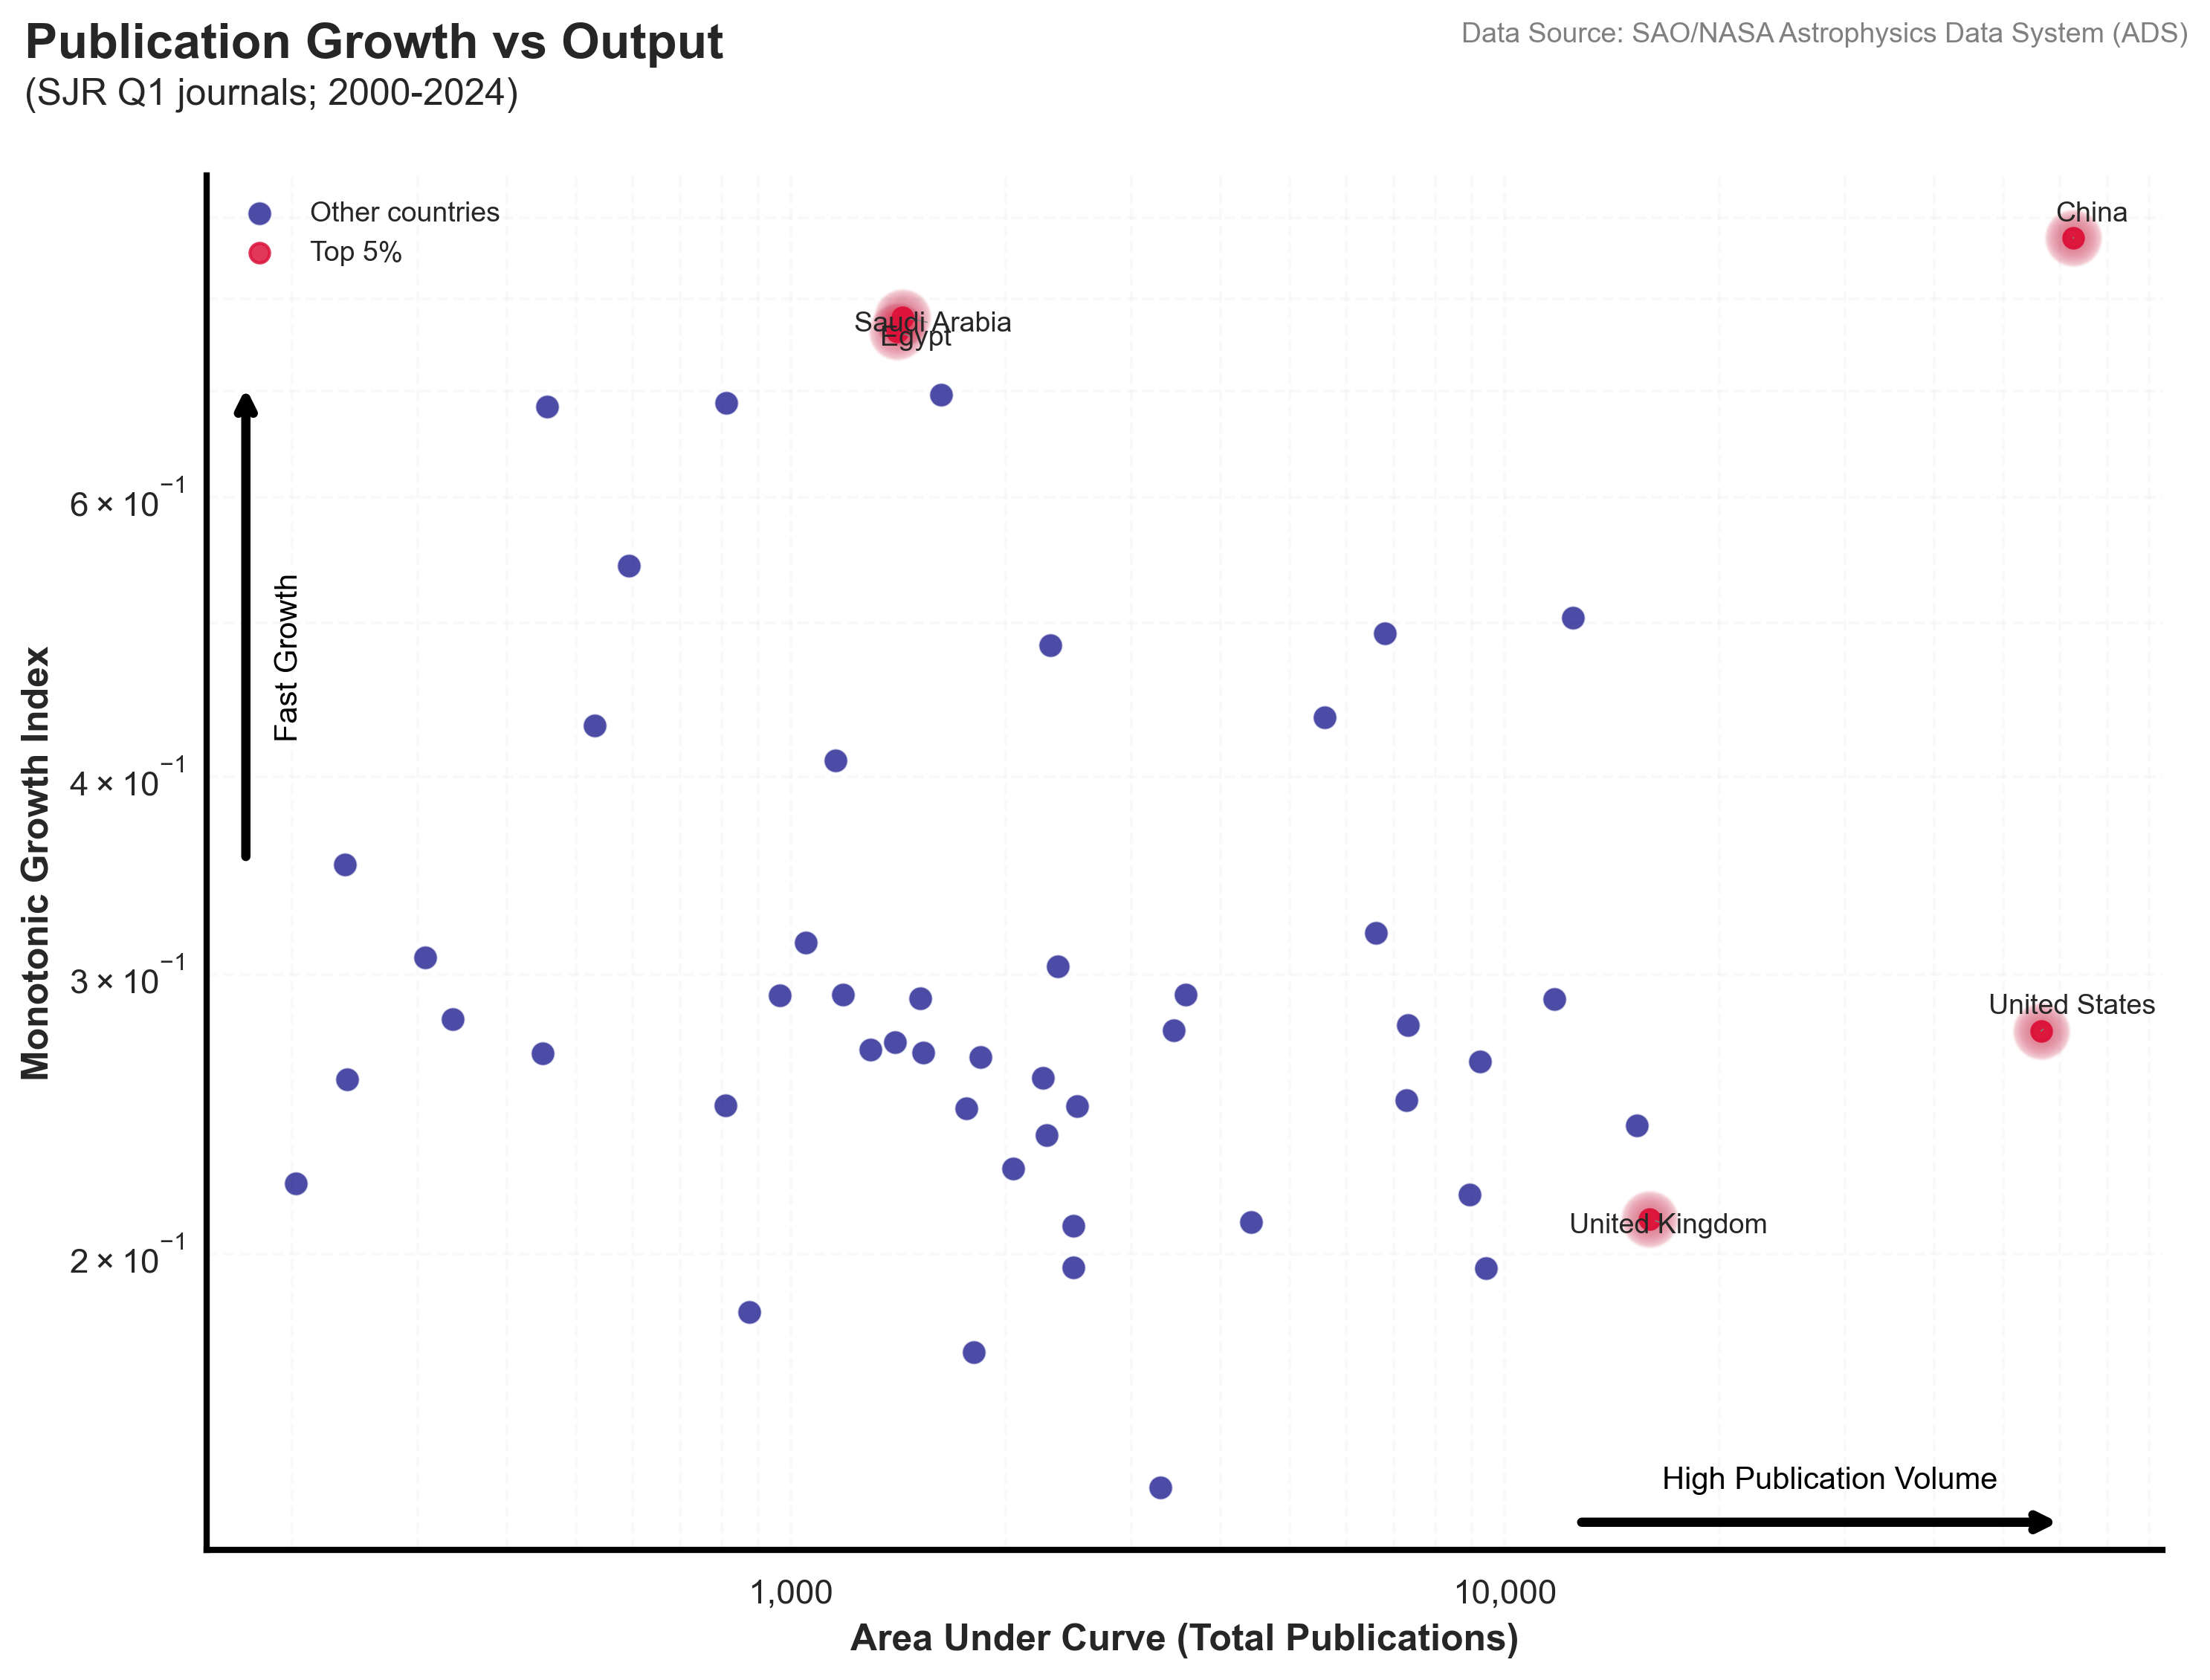 Publication Growth vs Output
(SJR Q1 journals; 2000-2024)
Data Source: SAO/NASA Astrophysics Data System (ADS)
Other countries
Top 5%
China
Saudi Arabia
Egypt
Fast Growth
United States
United Kingdom
High Publication Volume
Monotonic Growth Index
6 × 10⁻¹
4 × 10⁻¹
3 × 10⁻¹
2 × 10⁻¹
1,000
10,000
Area Under Curve (Total Publications)